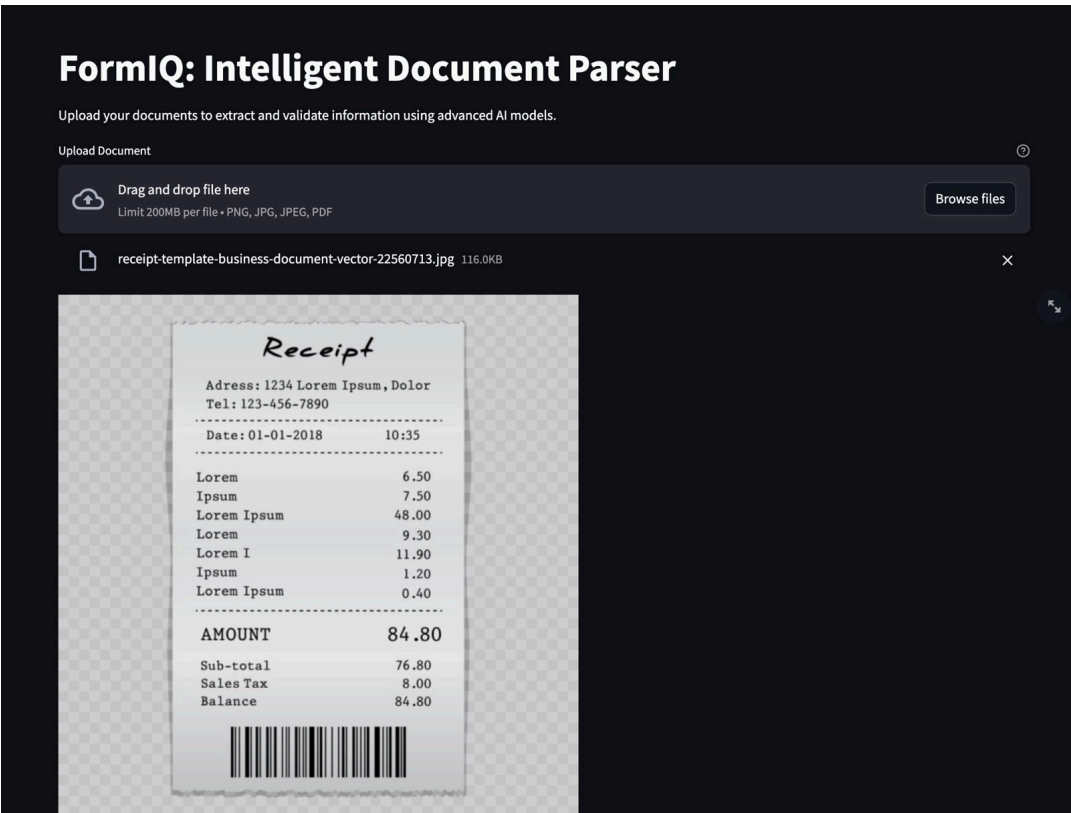 FormIQ: Intelligent Document Parser
Upload your documents to extract and validate information using advanced AI models.
Upload Document
Drag and drop file here
Limit 200MB per file • PNG, JPG, JPEG, PDF
Browse files
receipt-template-business-document-vector-22560713.jpg 116.0KB
Receipt
Adress: 1234 Lorem Ipsum, Dolor
Tel: 123-456-7890
Date: 01-01-2018 10:35
Lorem 6.50
Ipsum 7.50
Lorem Ipsum 48.00
Lorem 9.30
Lorem I 11.90
Ipsum 1.20
Lorem Ipsum 0.40
AMOUNT 84.80
Sub-total 76.80
Sales Tax 8.00
Balance 84.80